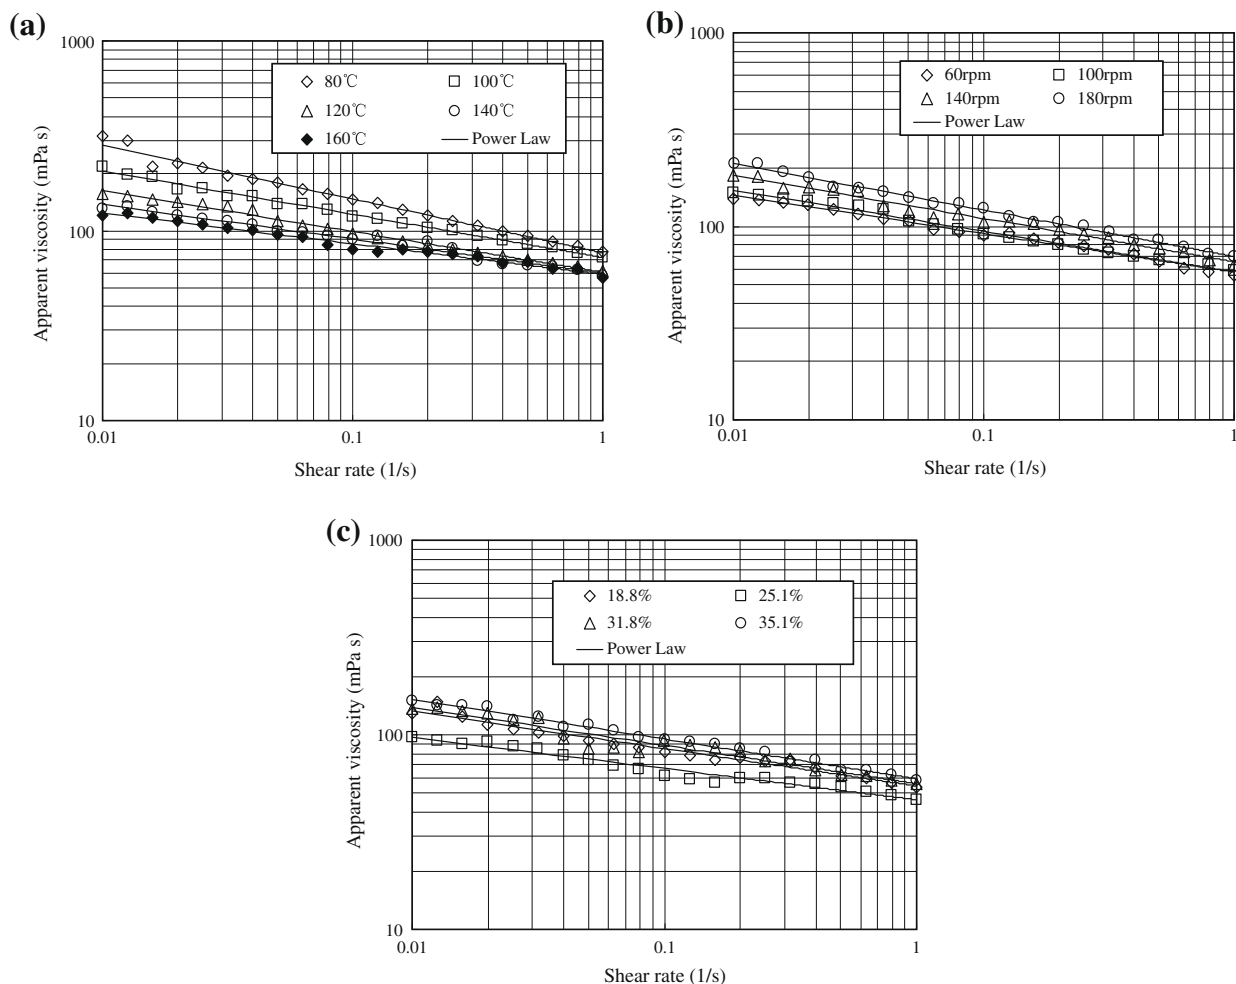 (a)
1000
100
10
0.01
0.1
1
Apparent viscosity (mPa s)
Shear rate (1/s)
80℃
100℃
120℃
140℃
160℃
Power Law
(b)
1000
100
10
0.01
0.1
1
Apparent viscosity (mPa s)
Shear rate (1/s)
60rpm
100rpm
140rpm
180rpm
Power Law
(c)
1000
100
10
0.01
0.1
1
Apparent viscosity (mPa s)
Shear rate (1/s)
18.8%
25.1%
31.8%
35.1%
Power Law